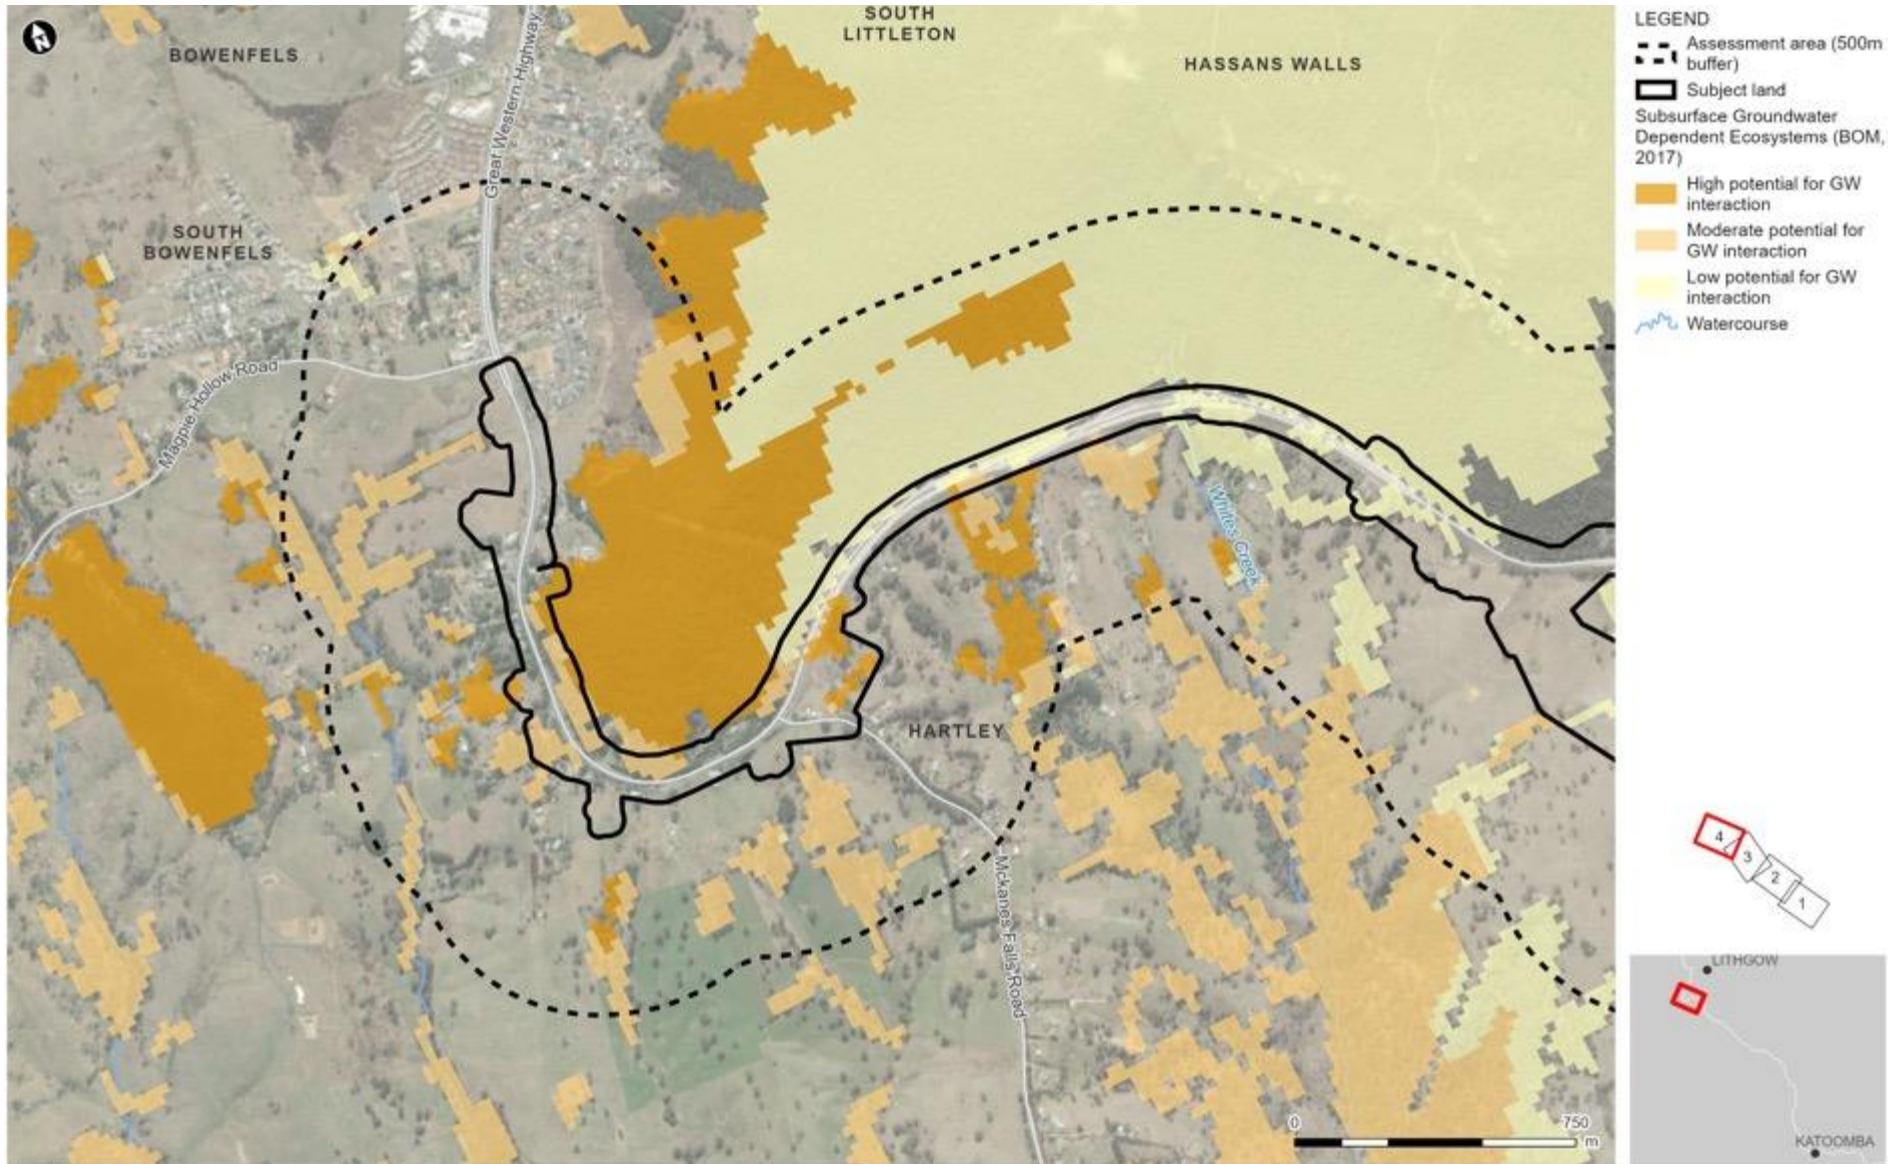 N
BOWENFELS
Great Western Highway
SOUTH
LITTLETON
HASSANS WALLS
SOUTH
BOWENFELS
Magpie Hollow Road
Whites Creek
HARTLEY
Mckanes Falls Road
0
750
m
LEGEND
Assessment area (500m
buffer)
Subject land
Subsurface Groundwater
Dependent Ecosystems (BOM,
2017)
High potential for GW
interaction
Moderate potential for
GW interaction
Low potential for GW
interaction
Watercourse
4
3
2
1
LITHGOW
KATOOMBA